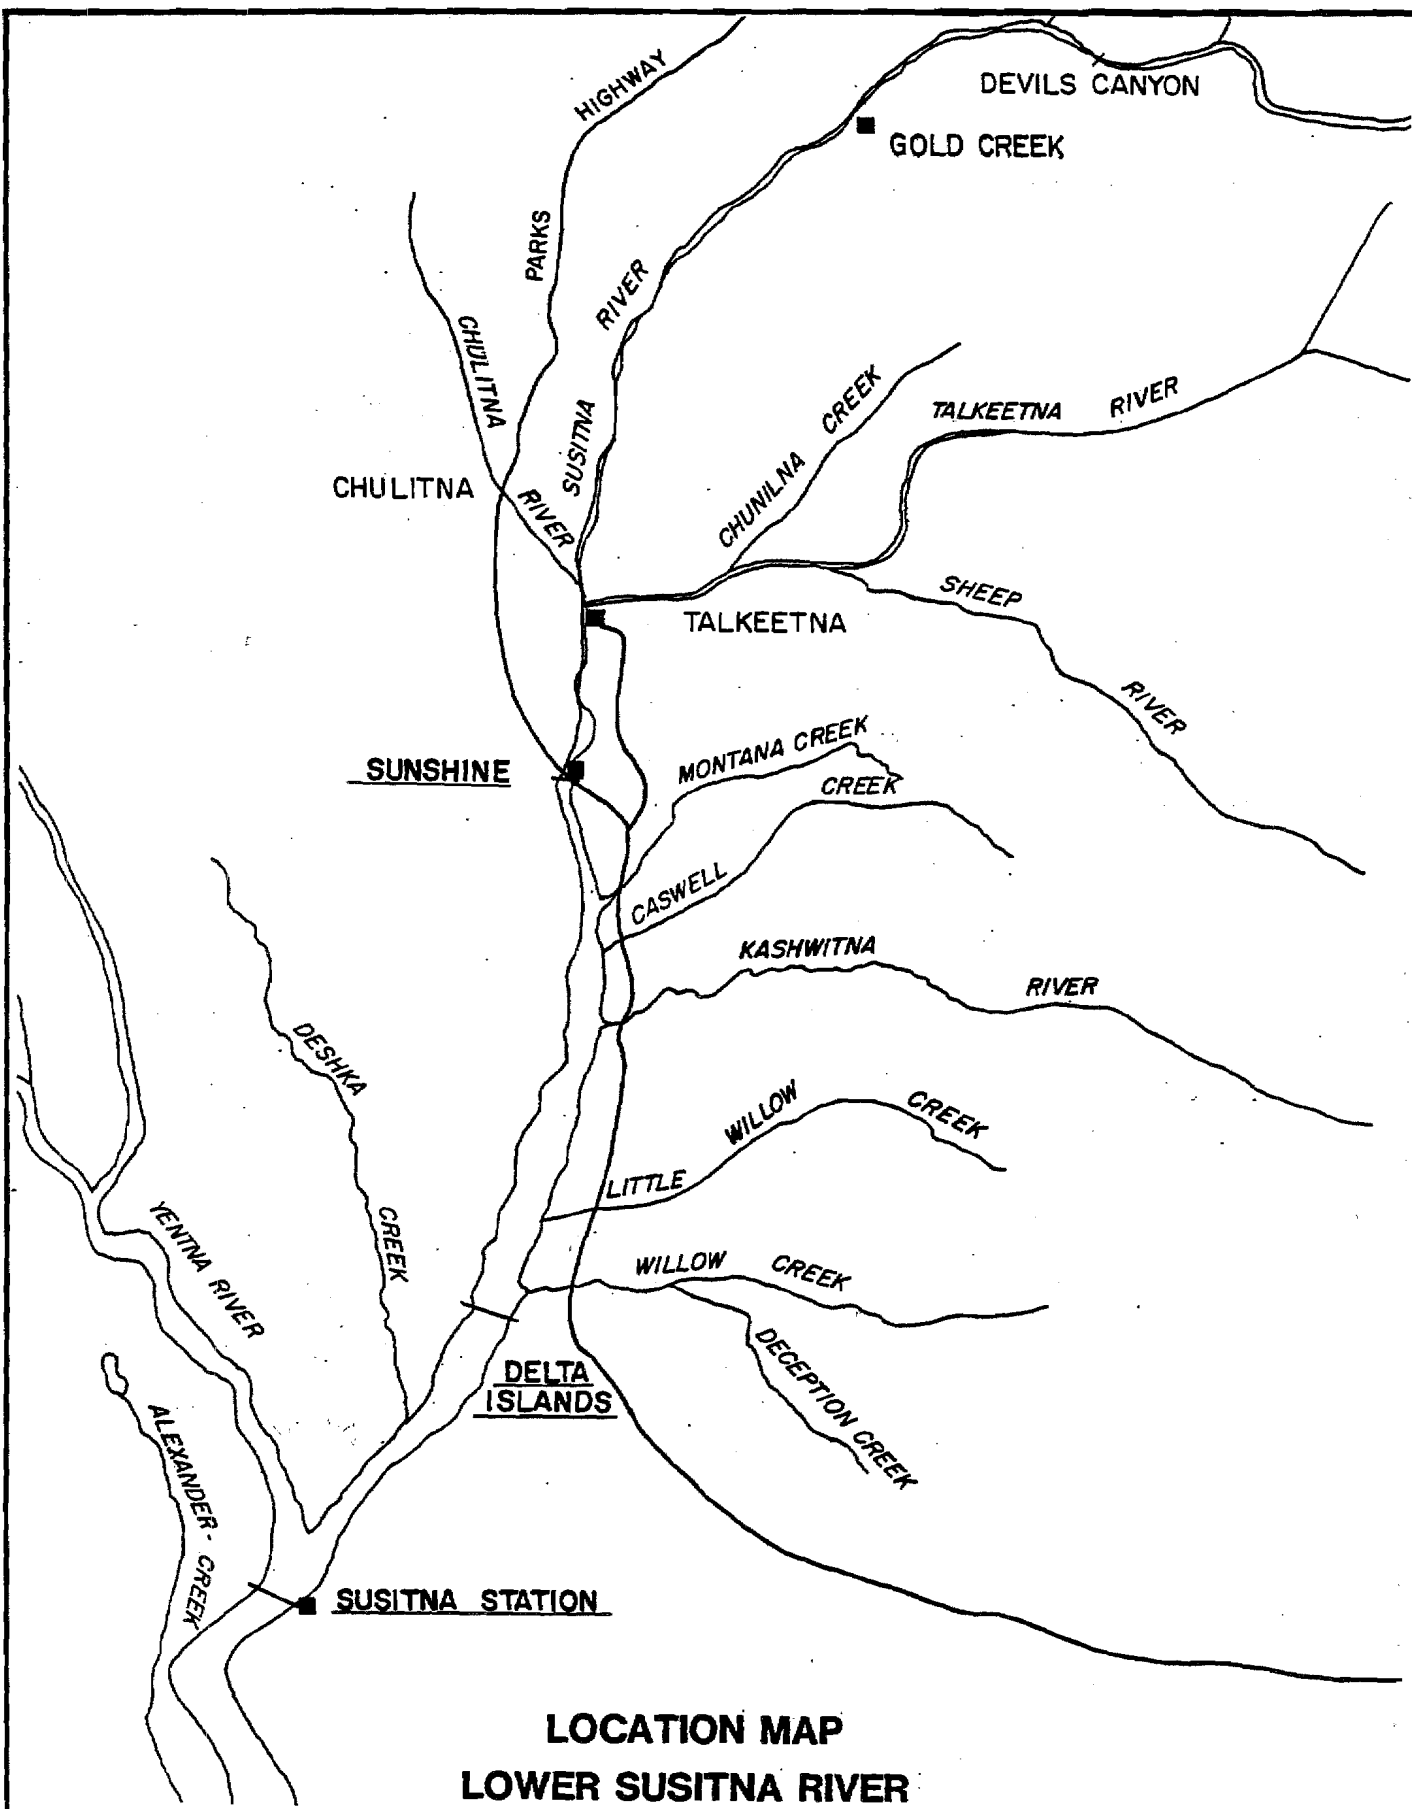 HIGHWAY
PARKS
DEVILS CANYON
GOLD CREEK
RIVER
SUSITNA
CHULITNA
RIVER
CHULITNA
CHUNILNA CREEK
TALKEETNA RIVER
SHEEP
RIVER
TALKEETNA
SUNSHINE
MONTANA CREEK
CASWELL
CREEK
KASHWITNA
RIVER
DESHKA
CREEK
LITTLE WILLOW CREEK
YENTNA RIVER
WILLOW CREEK
DECEPTION CREEK
DELTA
ISLANDS
ALEXANDER-CREEK
SUSITNA STATION
LOCATION MAP
LOWER SUSITNA RIVER